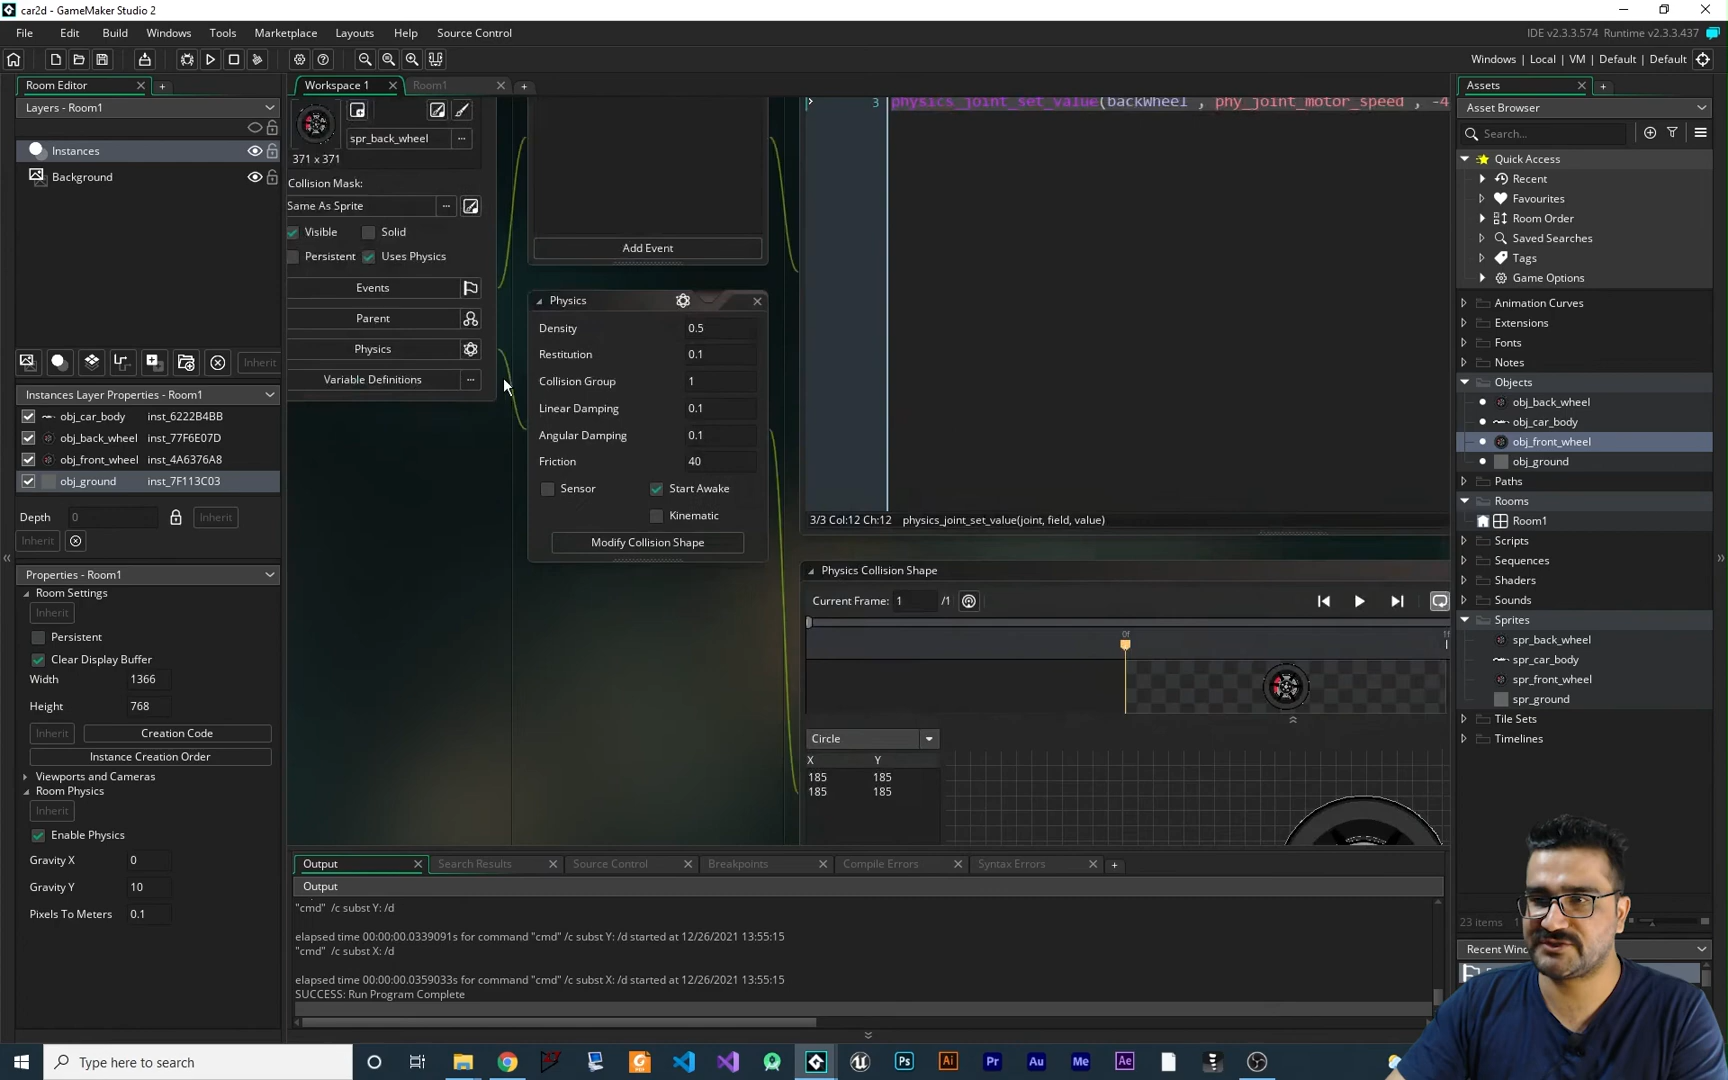 car2d - GameMaker Studio 2
File Edit Build Windows Tools Marketplace Layouts Help Source Control
IDE v2.3.3.574 Runtime v2.3.3.437
Windows | Local | VM | Default | Default
Room Editor
Layers - Room1
Instances
Background
Inherit
Instances Layer Properties - Room1
obj_car_body inst_6222B4BB
obj_back_wheel inst_77F6E07D
obj_front_wheel inst_4A6376A8
obj_ground inst_7F113C03
Depth 0 Inherit
Inherit
Properties - Room1
Room Settings
Inherit
Persistent
Clear Display Buffer
Width 1366
Height 768
Inherit Creation Code
Instance Creation Order
Viewports and Cameras
Room Physics
Inherit
Enable Physics
Gravity X 0
Gravity Y 10
Pixels To Meters 0.1
Workspace 1 Room1
spr_back_wheel
371 x 371
Collision Mask:
Same As Sprite
Visible Solid
Persistent Uses Physics
Events
Parent
Physics
Variable Definitions
Add Event
Physics
Density 0.5
Restitution 0.1
Collision Group 1
Linear Damping 0.1
Angular Damping 0.1
Friction 40
Sensor Start Awake
Kinematic
Modify Collision Shape
3 physics_joint_set_value(backWheel , phy_joint_motor_speed , -4
3/3 Col:12 Ch:12 physics_joint_set_value(joint, field, value)
Physics Collision Shape
Current Frame: 1 /1
0f 1f
Circle
X Y
185 185
185 185
Output Search Results Source Control Breakpoints Compile Errors Syntax Errors
Output
"cmd" /c subst Y: /d
elapsed time 00:00:00.0339091s for command "cmd" /c subst Y: /d started at 12/26/2021 13:55:15
"cmd" /c subst X: /d
elapsed time 00:00:00.0359033s for command "cmd" /c subst X: /d started at 12/26/2021 13:55:15
SUCCESS: Run Program Complete
Assets
Asset Browser
Search...
Quick Access
Recent
Favourites
Room Order
Saved Searches
Tags
Game Options
Animation Curves
Extensions
Fonts
Notes
Objects
obj_back_wheel
obj_car_body
obj_front_wheel
obj_ground
Paths
Rooms
Room1
Scripts
Sequences
Shaders
Sounds
Sprites
spr_back_wheel
spr_car_body
spr_front_wheel
spr_ground
Tile Sets
Timelines
23 items
Recent
Type here to search
Ps Ai Pr Au Me Ae